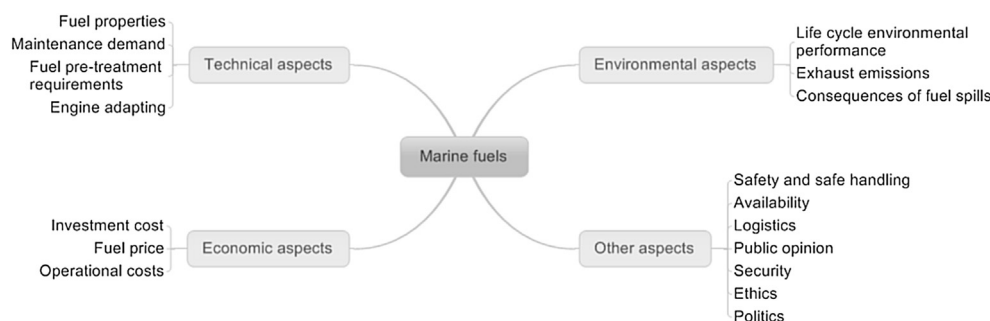 Fuel properties
Maintenance demand
Fuel pre-treatment
requirements
Engine adapting
Technical aspects
Environmental aspects
Life cycle environmental
performance
Exhaust emissions
Consequences of fuel spills
Marine fuels
Investment cost
Fuel price
Operational costs
Economic aspects
Other aspects
Safety and safe handling
Availability
Logistics
Public opinion
Security
Ethics
Politics